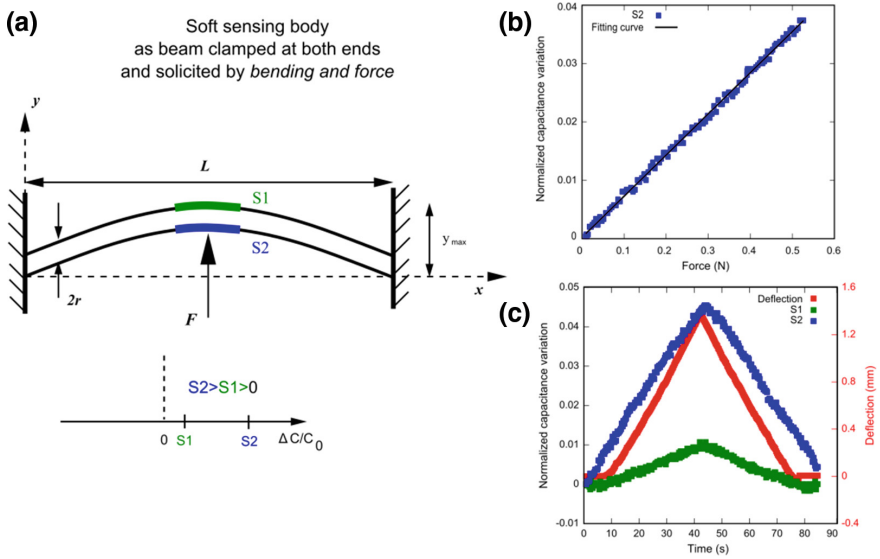 (a)
Soft sensing body
as beam clamped at both ends
and solicited by bending and force
y
L
S1
S2
y max
x
2r
F
S2>S1>0
0 S1 S2 ΔC/C0
(b)
Normalized capacitance variation
0.04
0.03
0.02
0.01
0
S2
Fitting curve
0 0.1 0.2 0.3 0.4 0.5 0.6
Force (N)
(c)
Normalized capacitance variation
0.05
0.04
0.03
0.02
0.01
0
-0.01
Deflection
S1
S2
1.6
1.2
0.8
0.4
0
-0.4
Deflection (mm)
0 10 20 30 40 50 60 70 80 90
Time (s)